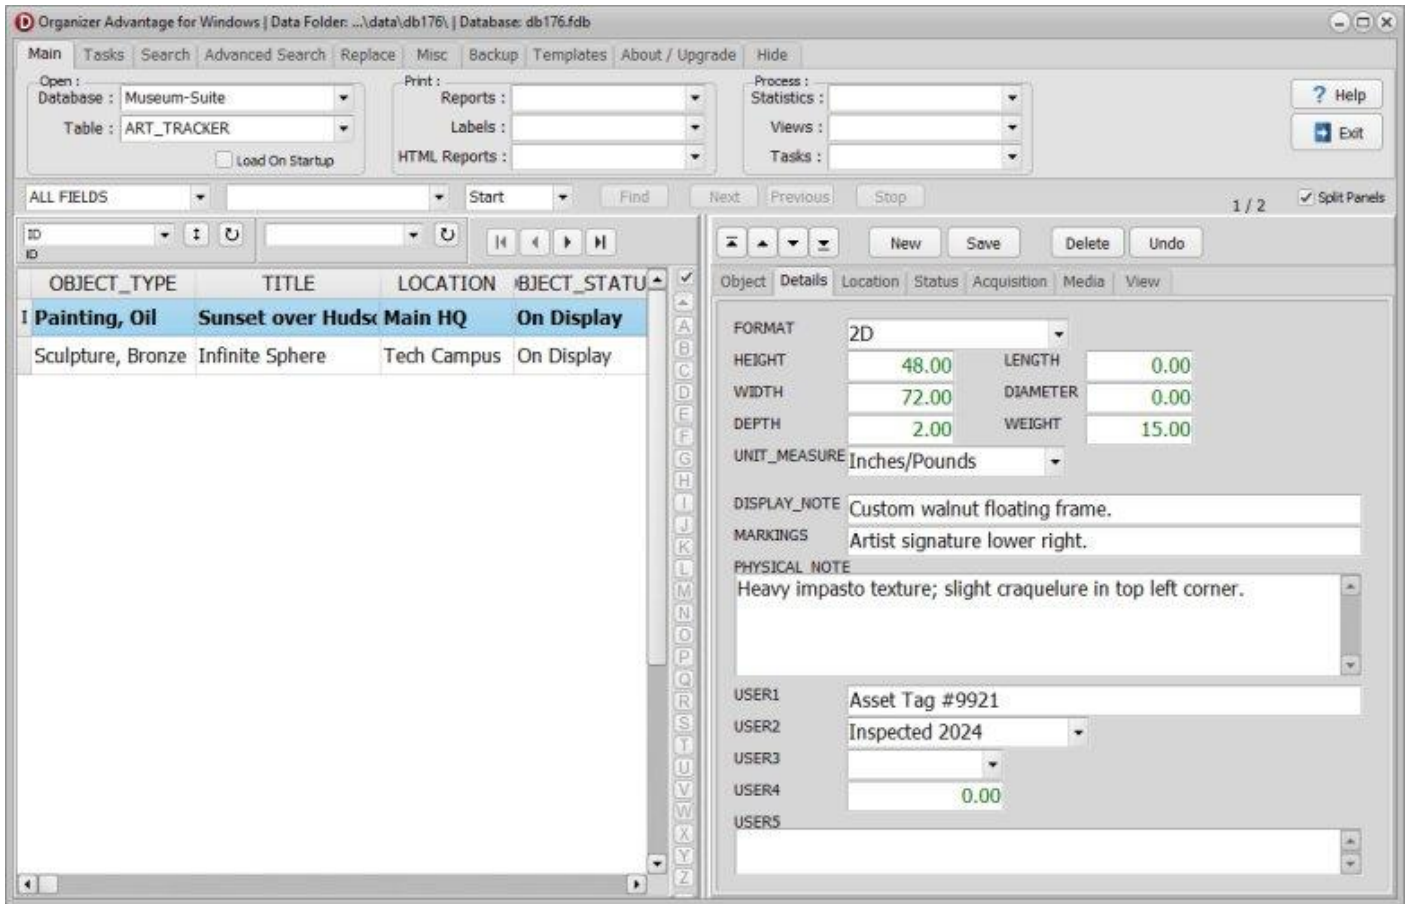 Organizer Advantage for Windows | Data Folder: ...\data\db176\ | Database: db176.fdb
Main Tasks Search Advanced Search Replace Misc Backup Templates About / Upgrade Hide
Open : Print : Process :
Database : Museum-Suite Reports : Statistics : ? Help
Table : ART_TRACKER Labels : Views : Exit
Load On Startup HTML Reports : Tasks :
ALL FIELDS Start Find Next Previous Stop 1 / 2 Split Panels
ID
ID
New Save Delete Undo
OBJECT_TYPE TITLE LOCATION BJECT_STATU
I Painting, Oil Sunset over Hudsc Main HQ On Display
Sculpture, Bronze Infinite Sphere Tech Campus On Display
A
B
C
D
E
F
G
H
I
J
K
L
M
N
O
P
Q
R
S
T
U
V
W
X
Y
Z
Object Details Location Status Acquisition Media View
FORMAT 2D
HEIGHT 48.00 LENGTH 0.00
WIDTH 72.00 DIAMETER 0.00
DEPTH 2.00 WEIGHT 15.00
UNIT_MEASURE Inches/Pounds
DISPLAY_NOTE Custom walnut floating frame.
MARKINGS Artist signature lower right.
PHYSICAL_NOTE
Heavy impasto texture; slight craquelure in top left corner.
USER1 Asset Tag #9921
USER2 Inspected 2024
USER3
USER4 0.00
USER5